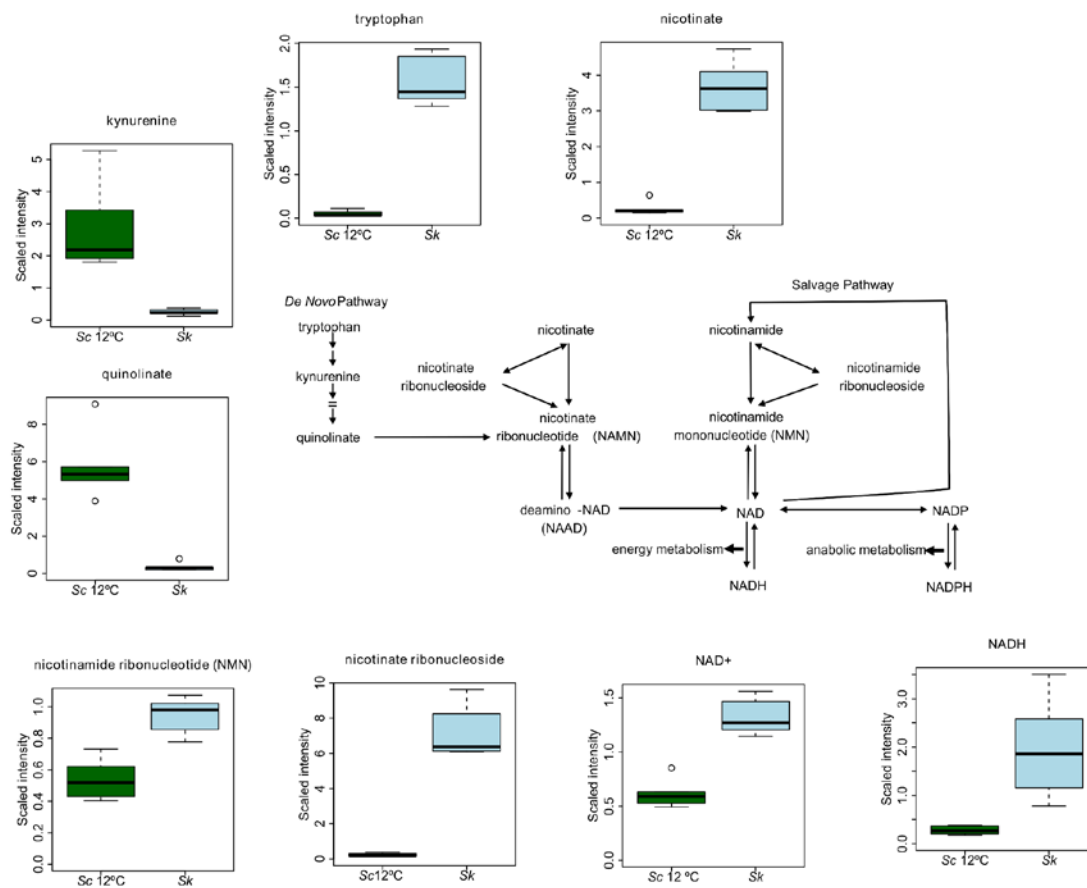 tryptophan
Scaled intensity
2.0
1.5
1.0
0.5
0.0
Sc 12ºC
Sk
nicotinate
Scaled intensity
4
3
2
1
0
Sc 12ºC
Sk
kynurenine
Scaled intensity
5
4
3
2
1
0
Sc 12ºC
Sk
quinolinate
Scaled intensity
8
6
4
2
0
Sc 12ºC
Sk
De Novo Pathway
tryptophan
kynurenine
quinolinate
nicotinate
nicotinate
ribonucleoside
nicotinate
ribonucleotide (NAMN)
deamino -NAD
(NAAD)
Salvage Pathway
nicotinamide
nicotinamide
ribonucleoside
nicotinamide
mononucleotide (NMN)
NAD
NADP
energy metabolism
anabolic metabolism
NADH
NADPH
nicotinamide ribonucleotide (NMN)
Scaled intensity
1.0
0.8
0.6
0.4
0.2
0.0
Sc 12ºC
Sk
nicotinate ribonucleoside
Scaled intensity
10
8
6
4
2
0
Sc 12ºC
Sk
NAD+
Scaled intensity
1.5
1.0
0.5
0.0
Sc 12 ºC
Sk
NADH
Scaled intensity
3.0
2.0
1.0
0.0
Sc 12ºC
Sk